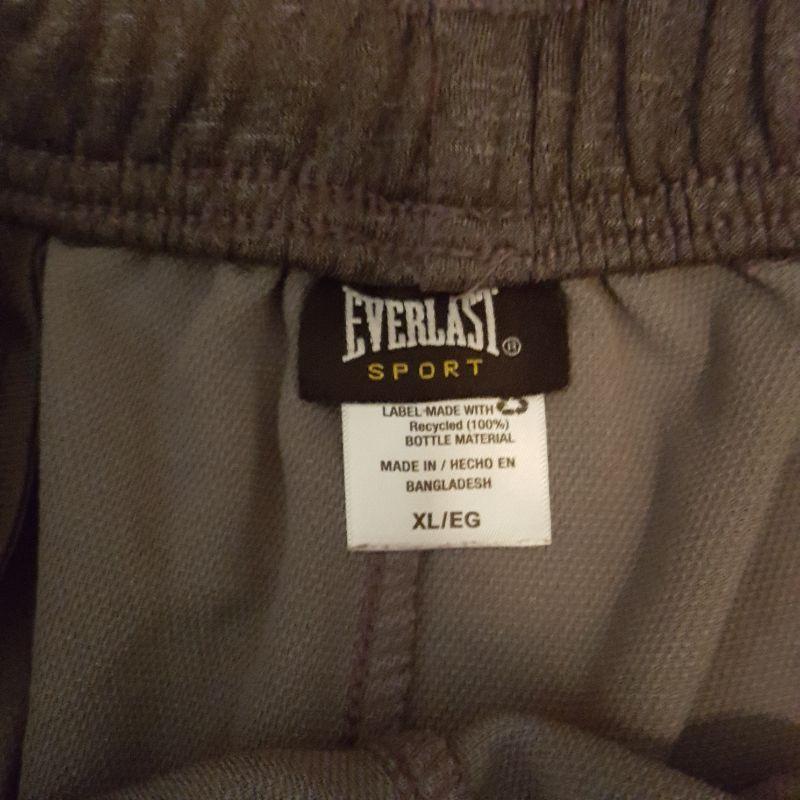 EVERLAST®
SPORT
LABEL MADE WITH
Recycled (100%)
BOTTLE MATERIAL
MADE IN / HECHO EN
BANGLADESH
XL/EG